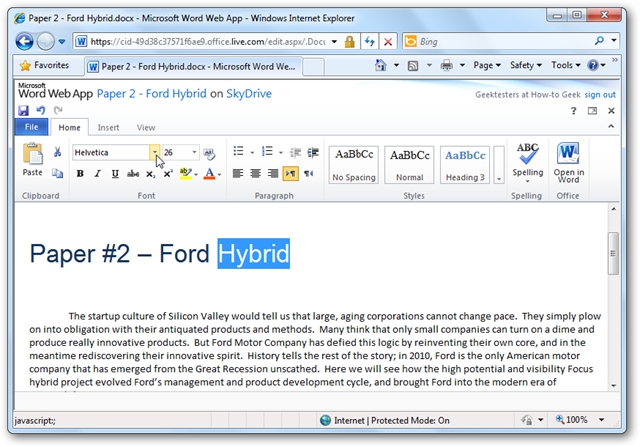 Paper 2 - Ford Hybrid.docx - Microsoft Word Web App - Windows Internet Explorer
https://cid-49d38c37571f6ae9.office.live.com/edit.aspx/.Docu
Bing
Favorites
Paper 2 - Ford Hybrid.docx - Microsoft Word We...
Page
Safety
Tools
Microsoft
Word Web App Paper 2 - Ford Hybrid on SkyDrive
Geektesters at How-to Geek sign out
File Home Insert View
Paste
Helvetica 26
B I U abc x₂ x² ab A
AaBbCc AaBbCc AaBbCc
No Spacing Normal Heading 3
ABC
Spelling
Open in
Word
Clipboard Font Paragraph Styles Spelling Office
Paper #2 – Ford Hybrid
The startup culture of Silicon Valley would tell us that large, aging corporations cannot change pace. They simply plow
on into obligation with their antiquated products and methods. Many think that only small companies can turn on a dime and
produce really innovative products. But Ford Motor Company has defied this logic by reinventing their own core, and in the
meantime rediscovering their innovative spirit. History tells the rest of the story; in 2010, Ford is the only American motor
company that has emerged from the Great Recession unscathed. Here we will see how the high potential and visibility Focus
hybrid project evolved Ford's management and product development cycle, and brought Ford into the modern era of
javascript:;
Internet | Protected Mode: On
100%